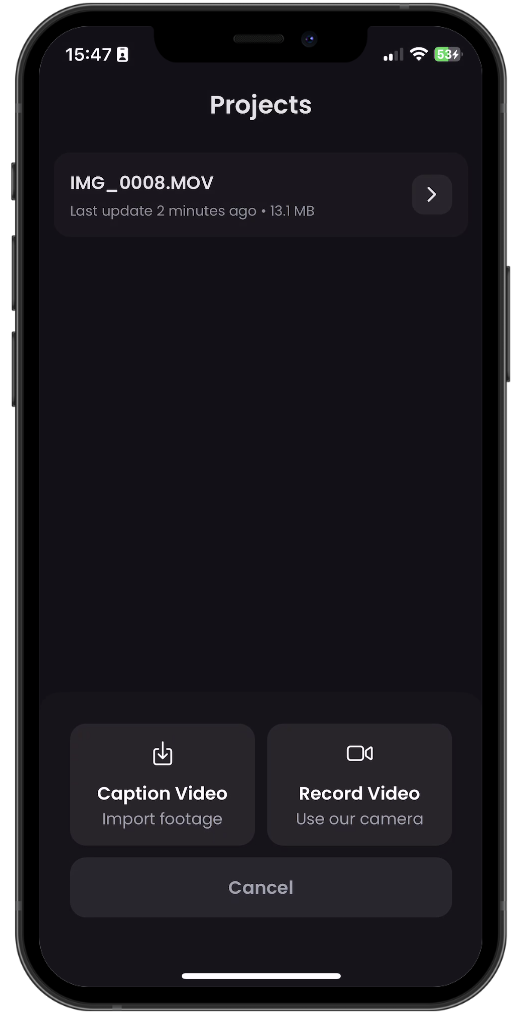 15:47
53
Projects
IMG_0008.MOV
Last update 2 minutes ago • 13.1 MB
Caption Video
Import footage
Record Video
Use our camera
Cancel